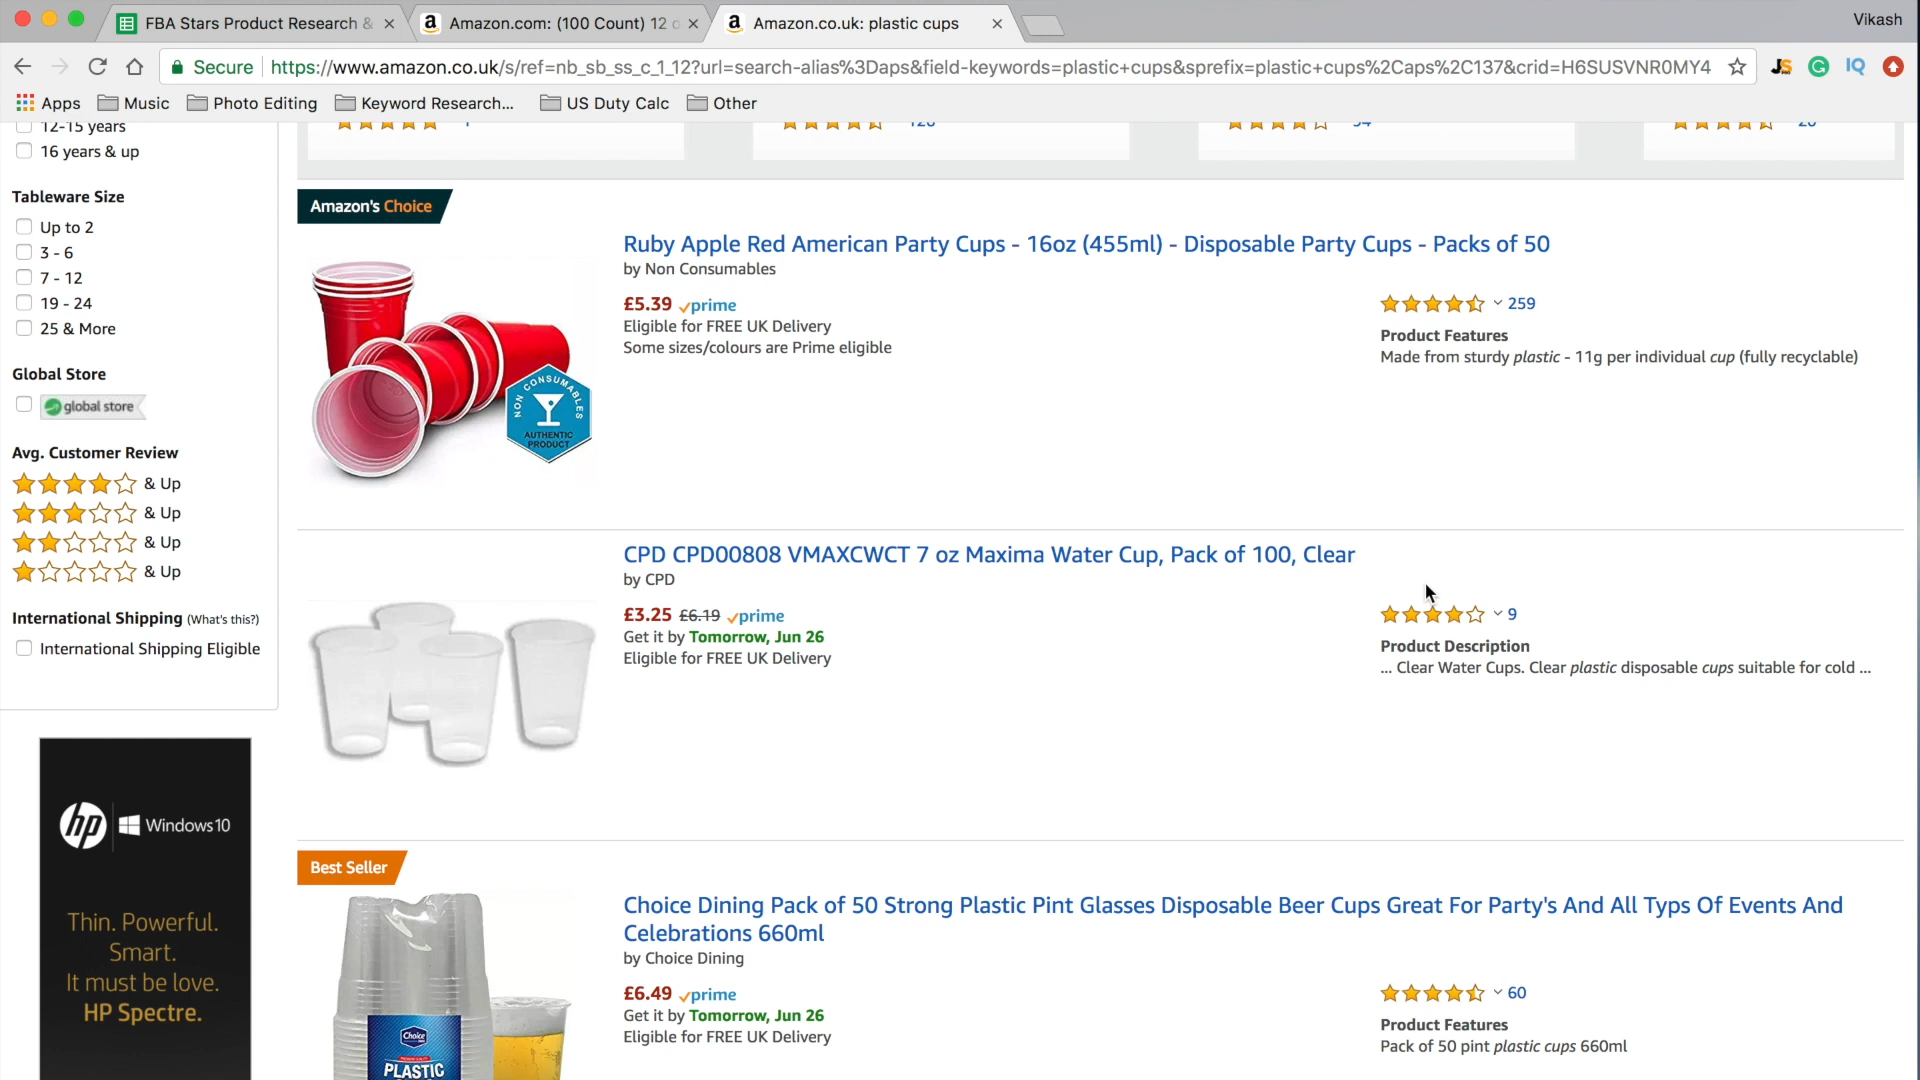 FBA Stars Product Research &
Amazon.com: (100 Count) 12 o
Amazon.co.uk: plastic cups
Vikash
Secure
https://www.amazon.co.uk/s/ref=nb_sb_ss_c_1_12?url=search-alias%3Daps&field-keywords=plastic+cups&sprefix=plastic+cups%2Caps%2C137&crid=H6SUSVNR0MY4
JS
IQ
Apps
Music
Photo Editing
Keyword Research...
US Duty Calc
Other
12-15 years
16 years & up
Tableware Size
Up to 2
3 - 6
7 - 12
19 - 24
25 & More
Global Store
global store
Avg. Customer Review
& Up
& Up
& Up
& Up
International Shipping (What's this?)
International Shipping Eligible
hp
Windows 10
Thin. Powerful.
Smart.
It must be love.
HP Spectre.
Amazon's Choice
Ruby Apple Red American Party Cups - 16oz (455ml) - Disposable Party Cups - Packs of 50
by Non Consumables
£5.39 prime
Eligible for FREE UK Delivery
Some sizes/colours are Prime eligible
259
Product Features
Made from sturdy plastic - 11g per individual cup (fully recyclable)
NON CONSUMABLES
AUTHENTIC
PRODUCT
CPD CPD00808 VMAXCWCT 7 oz Maxima Water Cup, Pack of 100, Clear
by CPD
£3.25 £6.19 prime
Get it by Tomorrow, Jun 26
Eligible for FREE UK Delivery
9
Product Description
... Clear Water Cups. Clear plastic disposable cups suitable for cold ...
Best Seller
Choice Dining Pack of 50 Strong Plastic Pint Glasses Disposable Beer Cups Great For Party's And All Typs Of Events And
Celebrations 660ml
by Choice Dining
£6.49 prime
Get it by Tomorrow, Jun 26
Eligible for FREE UK Delivery
60
Product Features
Pack of 50 pint plastic cups 660ml
Choice
PLASTIC